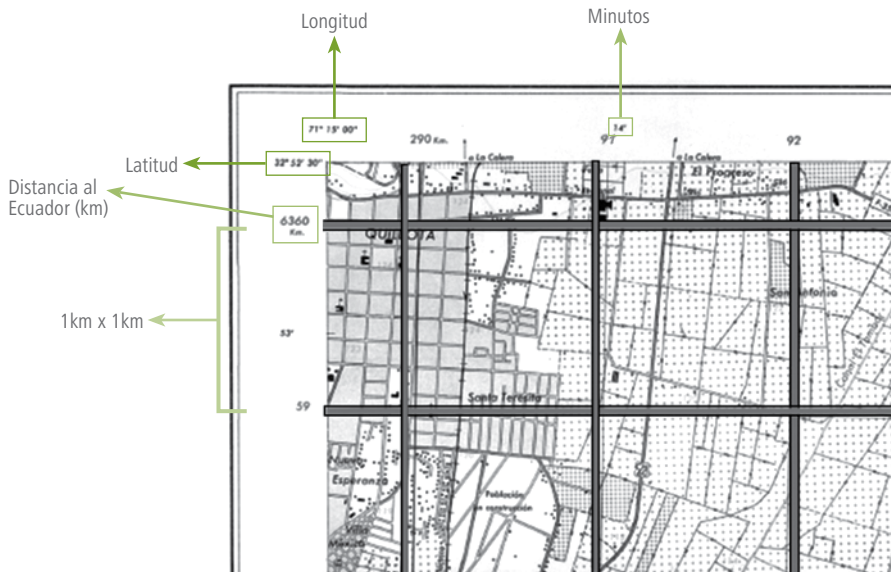 Longitud
Minutos
71° 15' 00"
290 Km.
14'
92
a La Calera
a La Calera
Latitud
32° 52' 30"
El Progreso
Distancia al
Ecuador (km)
6360
Km.
QUILLOTA
San Antonio
1km x 1km
53'
59
Santa Teresita
Esperanza
Población
en construcción
Villa
México